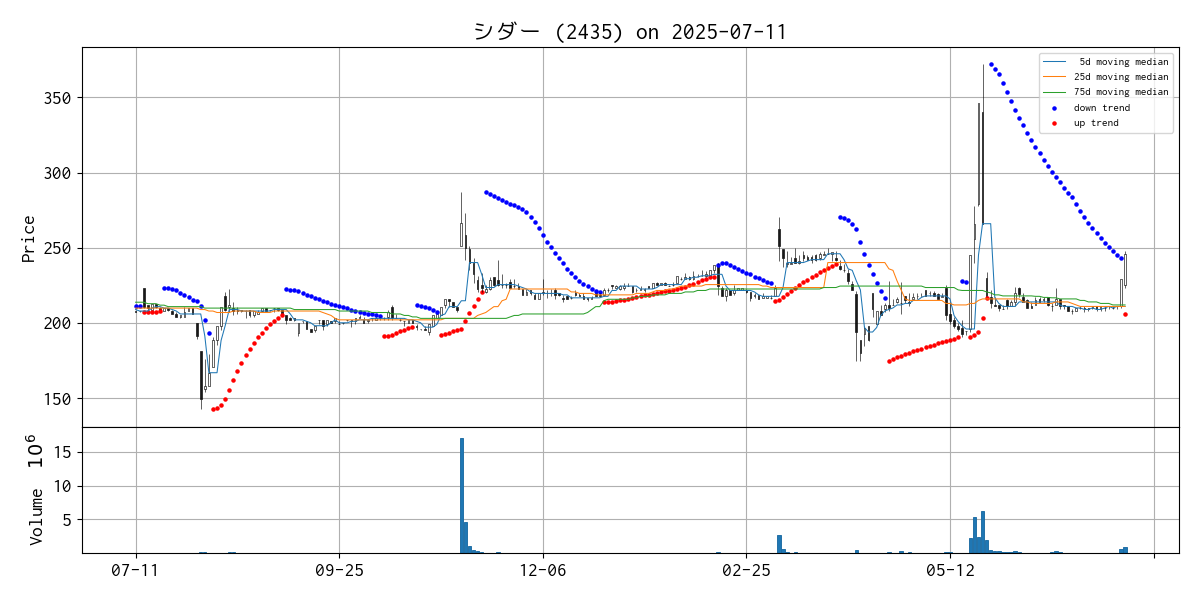 シダー (2435) on 2025-07-11
5d moving median
25d moving median
75d moving median
down trend
up trend
Price
350
300
250
200
150
Volume 10^6
15
10
5
07-11 09-25 12-06 02-25 05-12